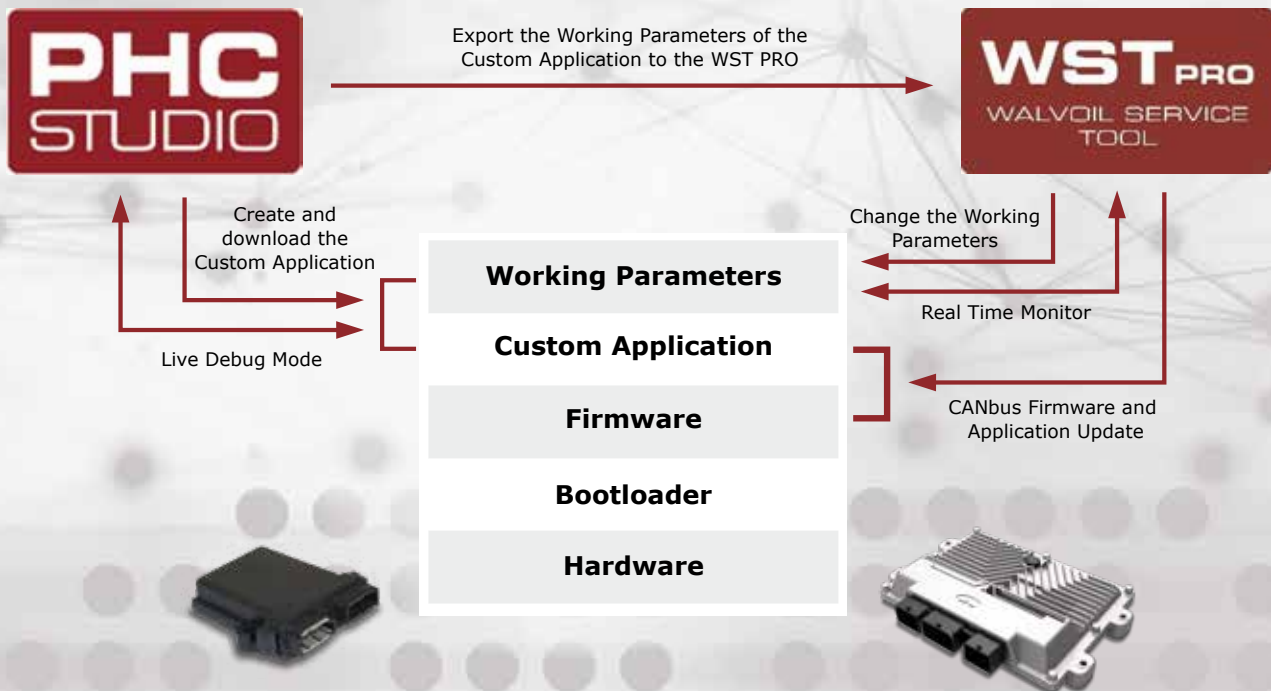 PHC
STUDIO
Export the Working Parameters of the
Custom Application to the WST PRO
WST PRO
WALVOIL SERVICE
TOOL
Create and
download the
Custom Application
Live Debug Mode
Working Parameters
Custom Application
Firmware
Bootloader
Hardware
Change the Working
Parameters
Real Time Monitor
CANbus Firmware and
Application Update